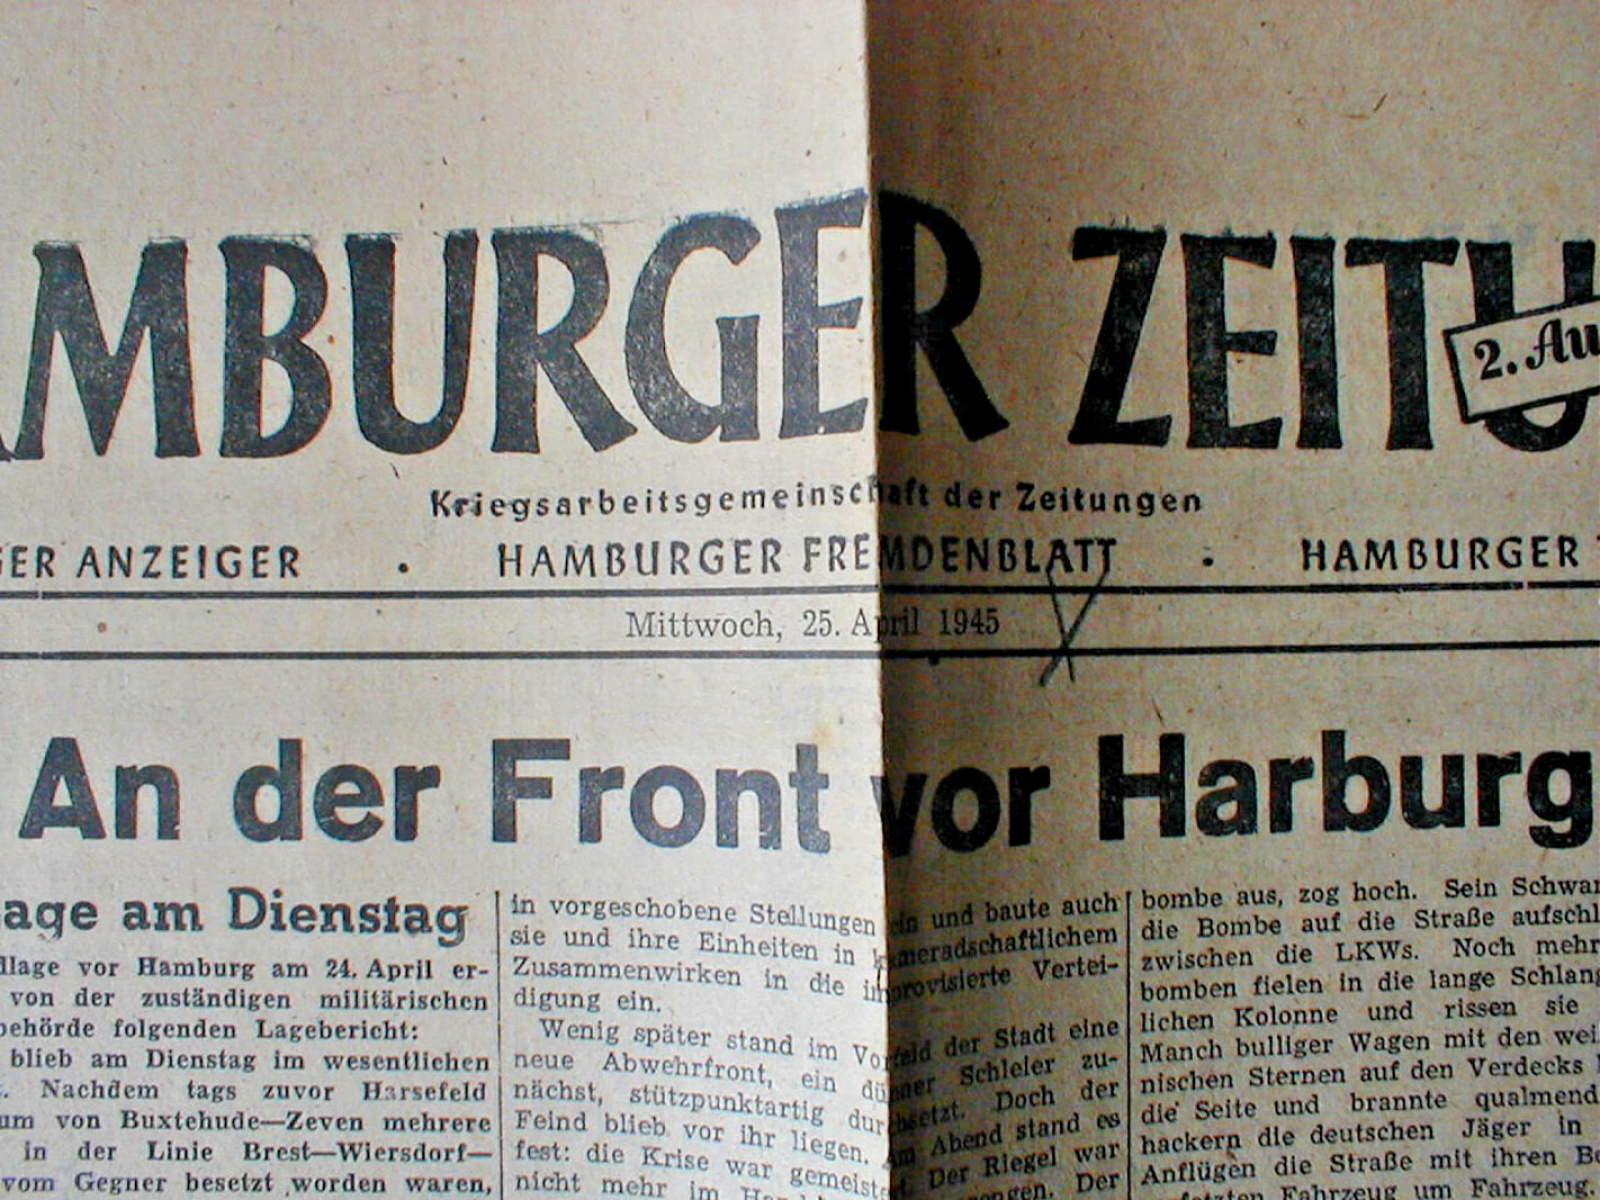 AMBURGER ZEITU
2. Au
Kriegsarbeitsgemeinschaft der Zeitungen
GER ANZEIGER • HAMBURGER FREMDENBLATT • HAMBURGER
Mittwoch, 25. April 1945
An der Front vor Harburg
age am Dienstag
llage vor Hamburg am 24. April er-
von der zuständigen militärischen
behörde folgenden Lagebericht:
blieb am Dienstag im wesentlichen
. Nachdem tags zuvor Harsefeld
um von Buxtehude—Zeven mehrere
in der Linie Brest—Wiersdorf—
vom Gegner besetzt worden waren,
in vorgeschobene Stellungen ein und baute auch
sie und ihre Einheiten in kameradschaftlichem
Zusammenwirken in die improvisierte Vertei-
digung ein.
Wenig später stand im Vorfeld der Stadt eine
neue Abwehrfront, ein dünner Schleier zu-
nächst, stützpunktartig besetzt. Doch der
Feind blieb vor ihr liegen. Am Abend stand es
fest: die Krise war gemeistert. Der Riegel war
nicht mehr im Der
bombe aus, zog hoch. Sein Schwar
die Bombe auf die Straße aufschl
zwischen die LKWs. Noch mehr
bomben fielen in die lange Schlang
lichen Kolonne und rissen sie
Manch bulliger Wagen mit den wei
nischen Sternen auf den Verdecks
die Seite und brannte qualmend
hackern die deutschen Jäger in
Anflügen die Straße mit ihren Bo
Fahrzeug um Fahrzeug.